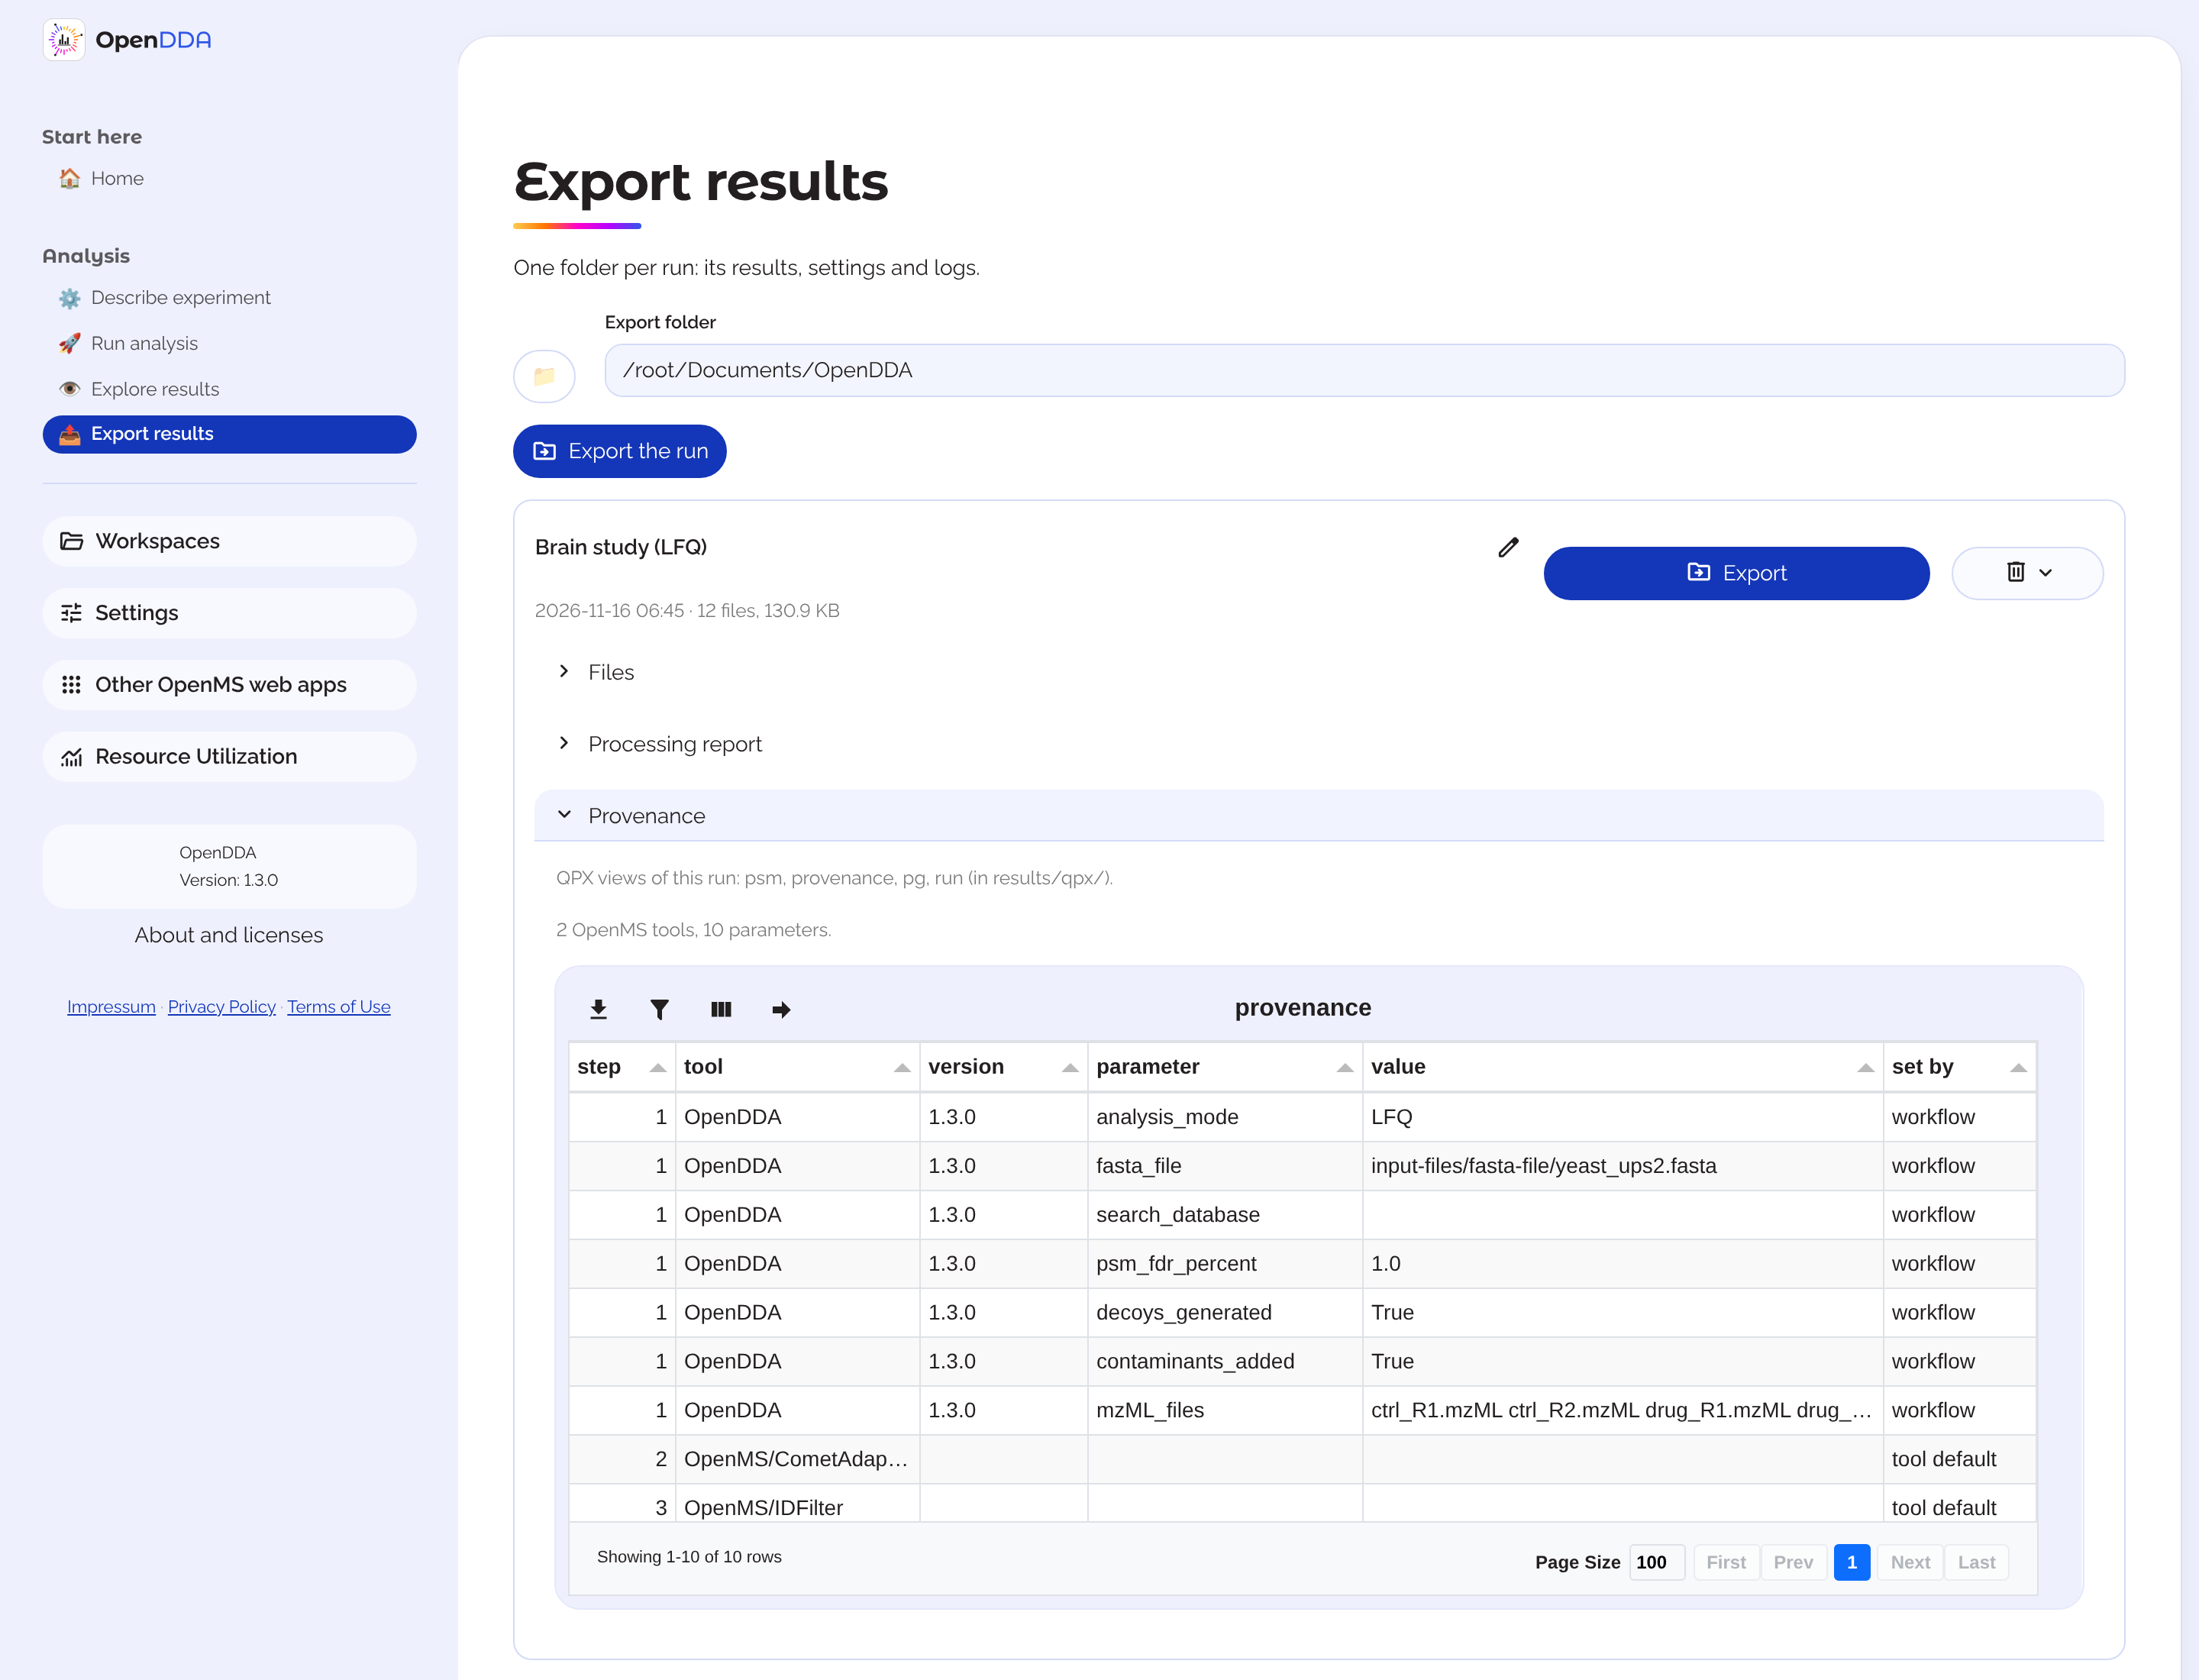 OpenDDA
Start here
Home
Analysis
Describe experiment
Run analysis
Explore results
Export results
Workspaces
Settings
Other OpenMS web apps
Resource Utilization
OpenDDA
Version: 1.3.0
About and licenses
Impressum · Privacy Policy · Terms of Use
Export results
One folder per run: its results, settings and logs.
Export folder
/root/Documents/OpenDDA
Export the run
Brain study (LFQ)
Export
2026-11-16 06:45 · 12 files, 130.9 KB
Files
Processing report
Provenance
QPX views of this run: psm, provenance, pg, run (in results/qpx/).
2 OpenMS tools, 10 parameters.
provenance
step tool version parameter value set by
1 OpenDDA 1.3.0 analysis_mode LFQ workflow
1 OpenDDA 1.3.0 fasta_file input-files/fasta-file/yeast_ups2.fasta workflow
1 OpenDDA 1.3.0 search_database workflow
1 OpenDDA 1.3.0 psm_fdr_percent 1.0 workflow
1 OpenDDA 1.3.0 decoys_generated True workflow
1 OpenDDA 1.3.0 contaminants_added True workflow
1 OpenDDA 1.3.0 mzML_files ctrl_R1.mzML ctrl_R2.mzML drug_R1.mzML drug_… workflow
2 OpenMS/CometAdap… tool default
3 OpenMS/IDFilter tool default
Showing 1-10 of 10 rows
Page Size 100 First Prev 1 Next Last